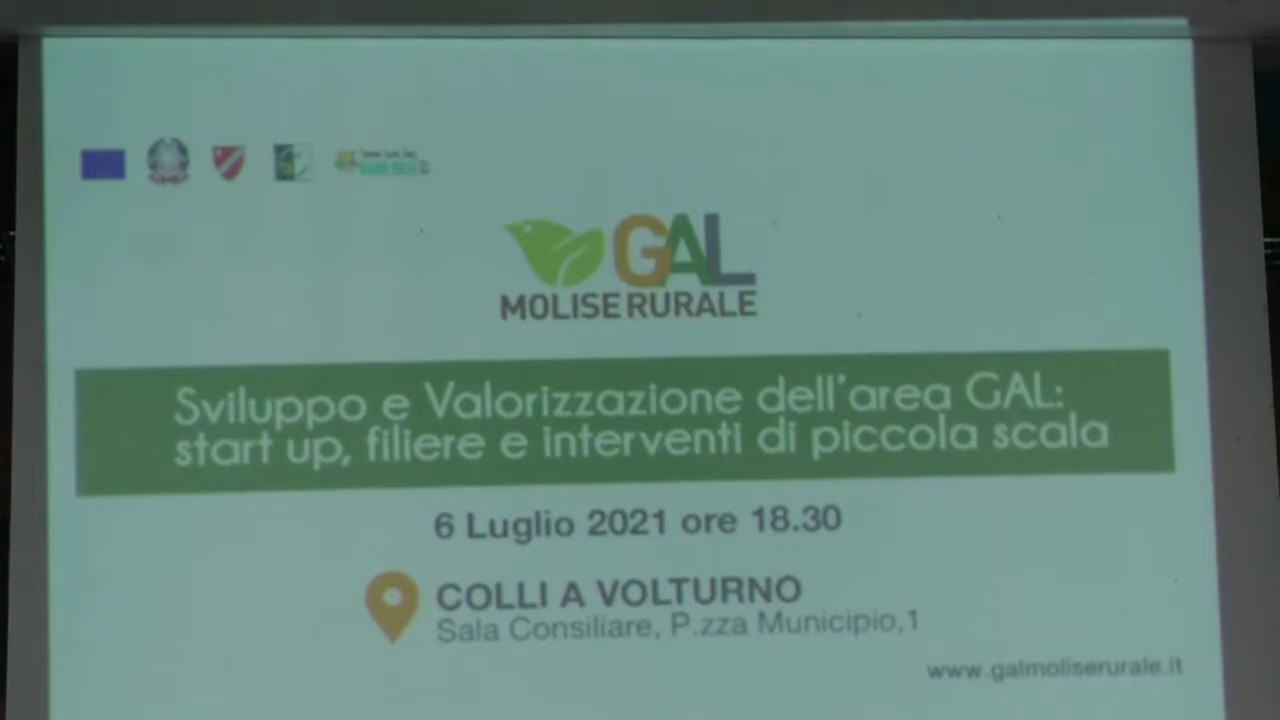 GAL
MOLISE RURALE
Sviluppo e Valorizzazione dell'area GAL:
start up, filiere e interventi di piccola scala
6 Luglio 2021 ore 18.30
COLLI A VOLTURNO
Sala Consiliare, P.zza Municipio,1
www.galmoliserurale.it